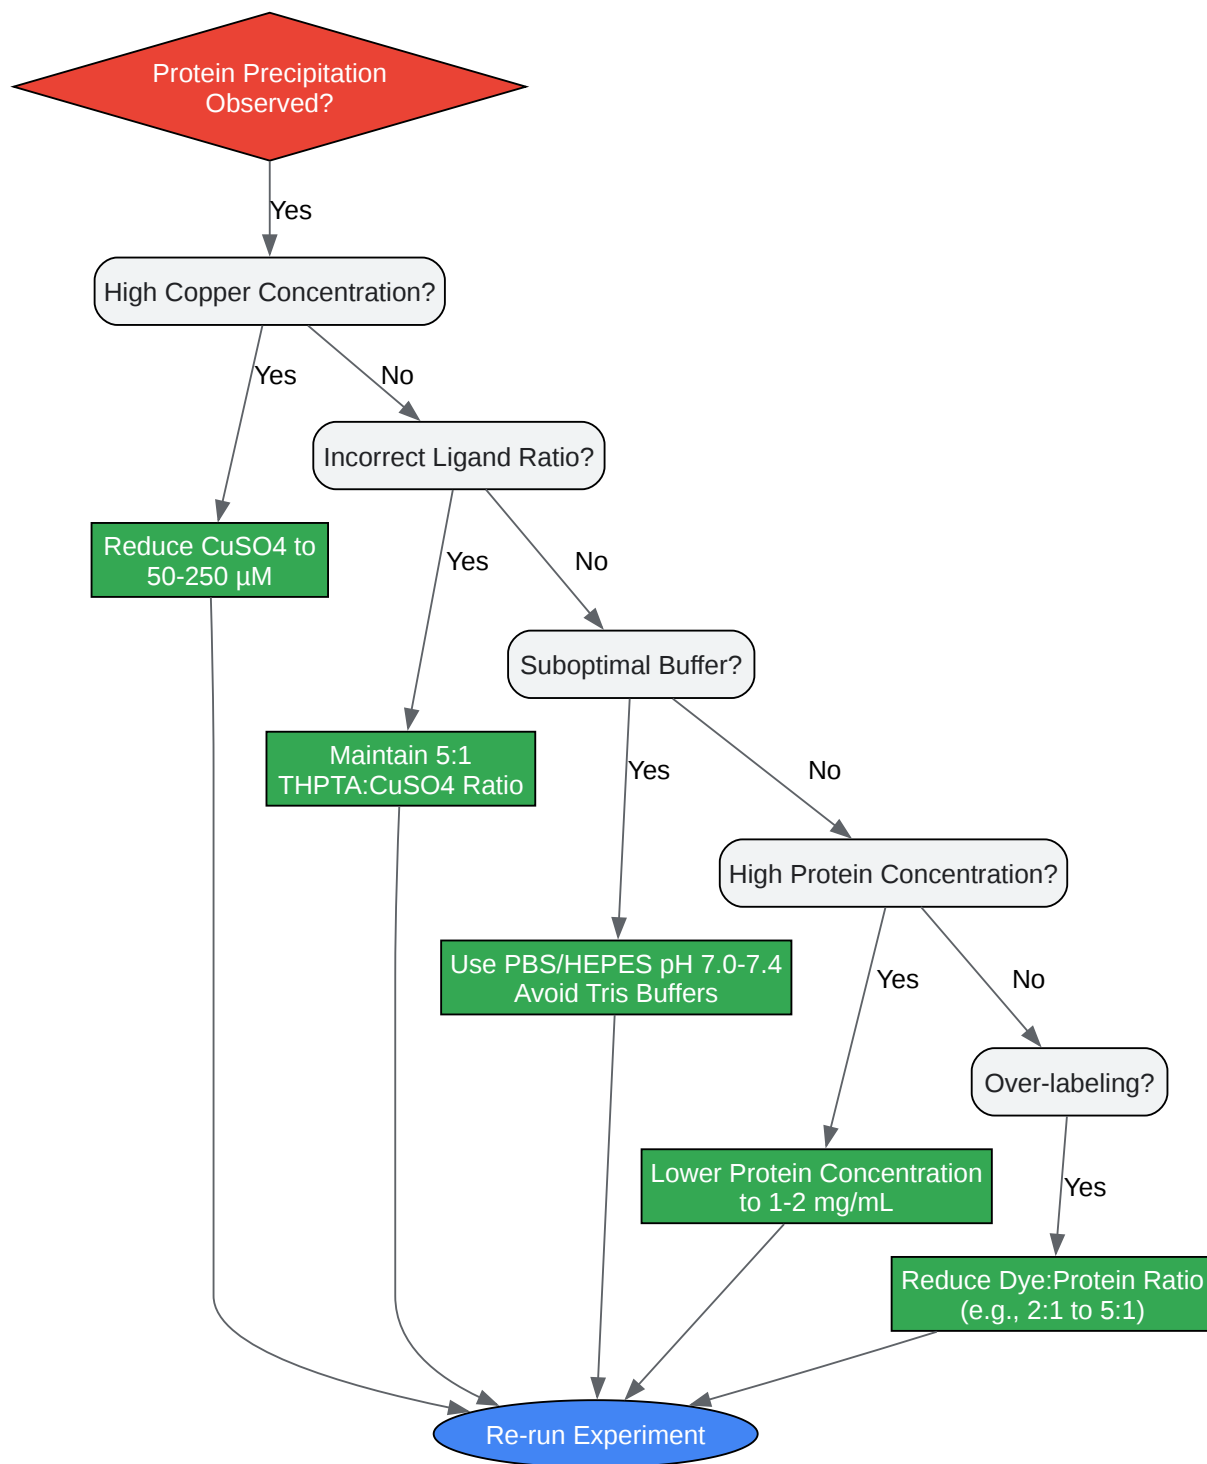 Protein Precipitation
Observed?
Yes
High Copper Concentration?
Yes
No
Incorrect Ligand Ratio?
Reduce CuSO4 to
50-250 µM
Yes
No
Suboptimal Buffer?
Maintain 5:1
THPTA:CuSO4 Ratio
Yes
No
High Protein Concentration?
Use PBS/HEPES pH 7.0-7.4
Avoid Tris Buffers
Yes
No
Over-labeling?
Lower Protein Concentration
to 1-2 mg/mL
Yes
Reduce Dye:Protein Ratio
(e.g., 2:1 to 5:1)
Re-run Experiment